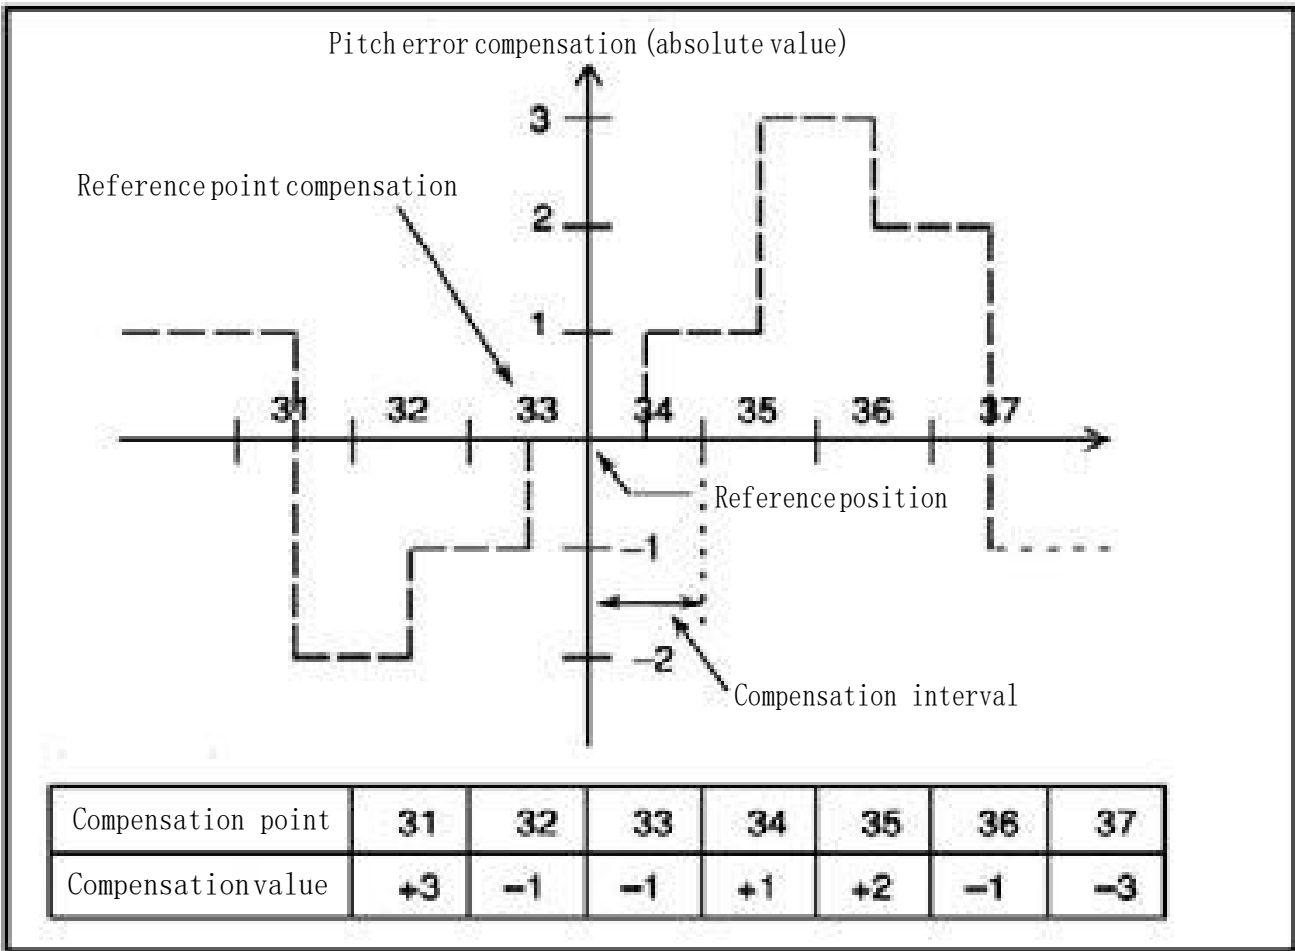 Pitch error compensation (absolute value)
3
Reference point compensation
2
1
31 32 33 34 35 36 37
Reference position
-1
-2
Compensation interval
Compensation point 31 32 33 34 35 36 37
Compensation value +3 -1 -1 +1 +2 -1 -3